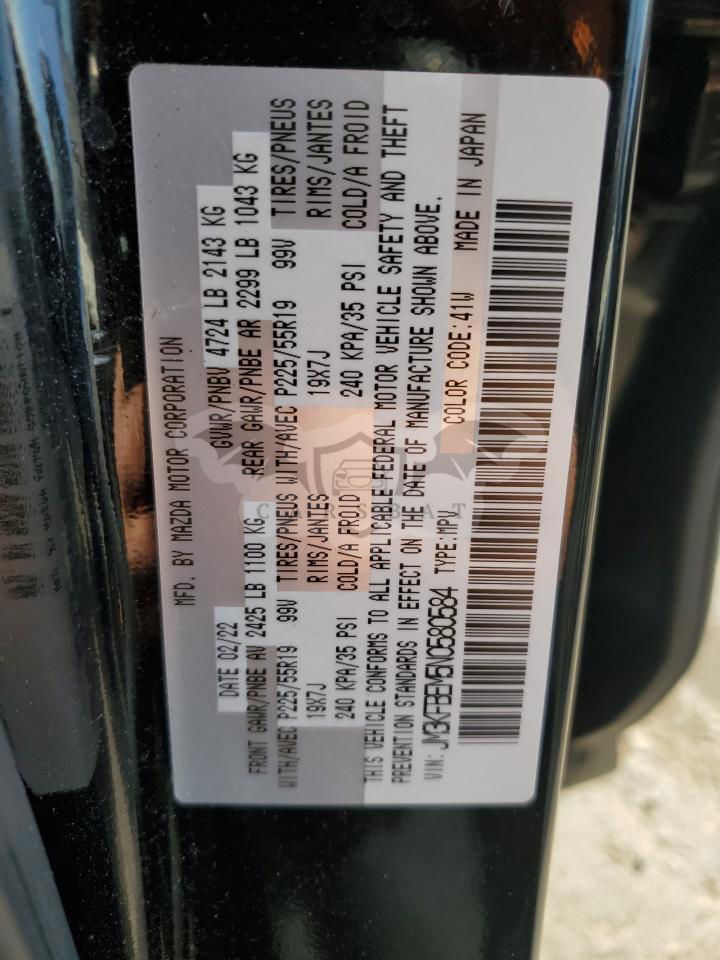 MFD. BY MAZDA MOTOR CORPORATION
DATE 02/22 GVWR/PNBV 4724 LB 2143 KG
FRONT GAWR/PNBE AV 2425 LB 1100 KG REAR GAWR/PNBE AR 2299 LB 1043 KG
WITH/AVEC P225/55R19 99V TIRES/PNEUS WITH/AVEC P225/55R19 99V TIRES/PNEUS
19X7J RIMS/JANTES 19X7J RIMS/JANTES
240 KPA/35 PSI COLD/A FROID 240 KPA/35 PSI COLD/A FROID
THIS VEHICLE CONFORMS TO ALL APPLICABLE FEDERAL MOTOR VEHICLE SAFETY AND THEFT
PREVENTION STANDARDS IN EFFECT ON THE DATE OF MANUFACTURE SHOWN ABOVE.
VIN: JM3KFBEM5N0580584 TYPE:MPV COLOR CODE:41W MADE IN JAPAN
CARSBAT